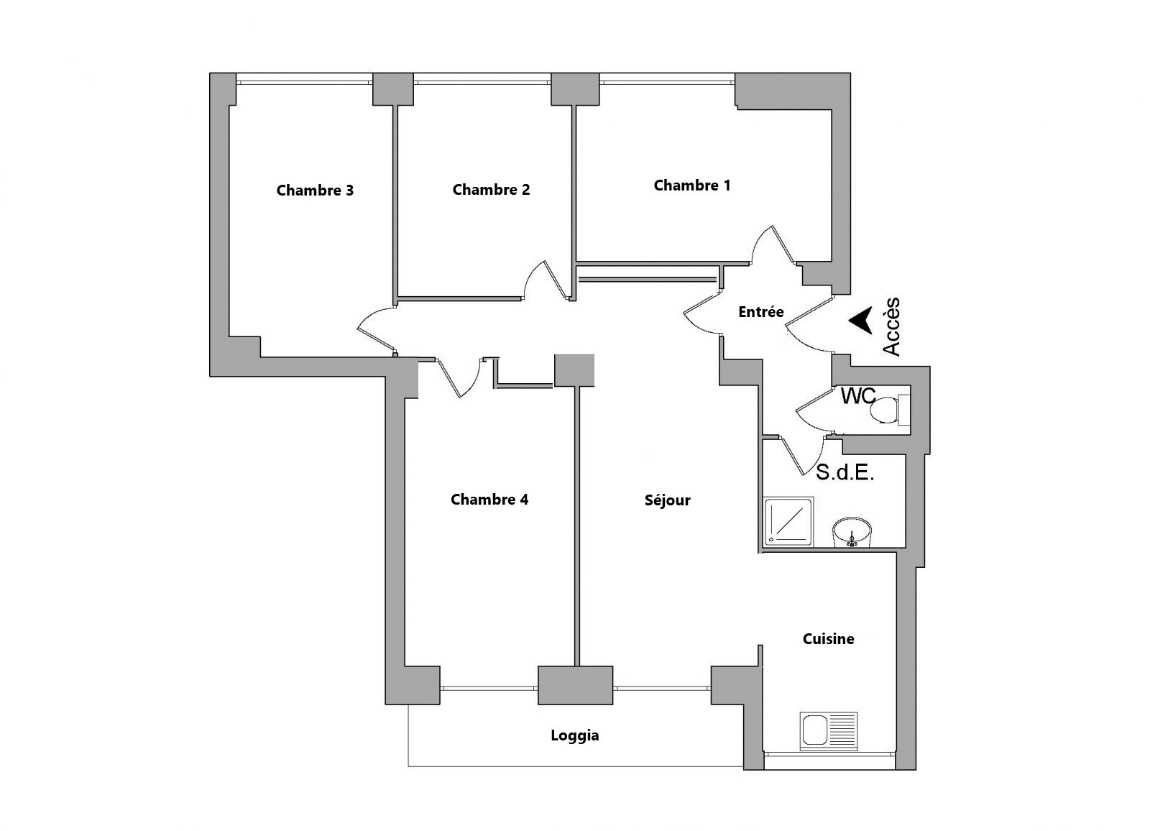 Chambre 3
Chambre 2
Chambre 1
Entrée
Accès
WC
S.d.E.
Chambre 4
Séjour
Cuisine
Loggia